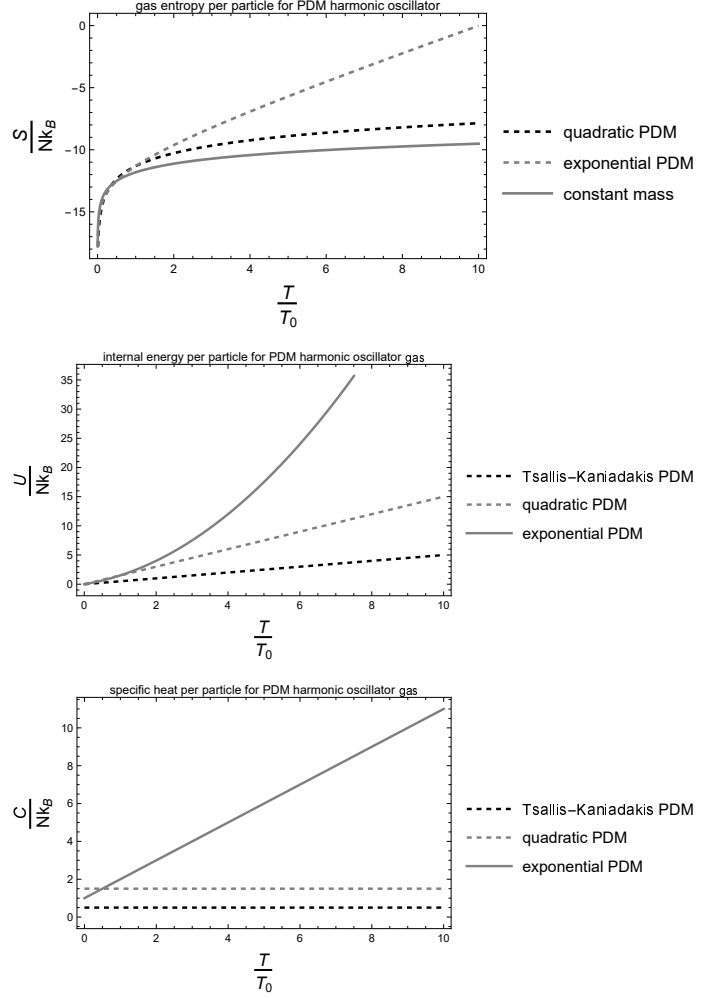 gas entropy per particle for PDM harmonic oscillator
0
−5
−10
−15
S
Nk_B
0 2 4 6 8 10
T
T_0
quadratic PDM
exponential PDM
constant mass
internal energy per particle for PDM harmonic oscillator gas
35
30
25
20
15
10
5
0
U
Nk_B
0 2 4 6 8 10
T
T_0
Tsallis−Kaniadakis PDM
quadratic PDM
exponential PDM
specific heat per particle for PDM harmonic oscillator gas
10
8
6
4
2
0
C
Nk_B
0 2 4 6 8 10
T
T_0
Tsallis−Kaniadakis PDM
quadratic PDM
exponential PDM